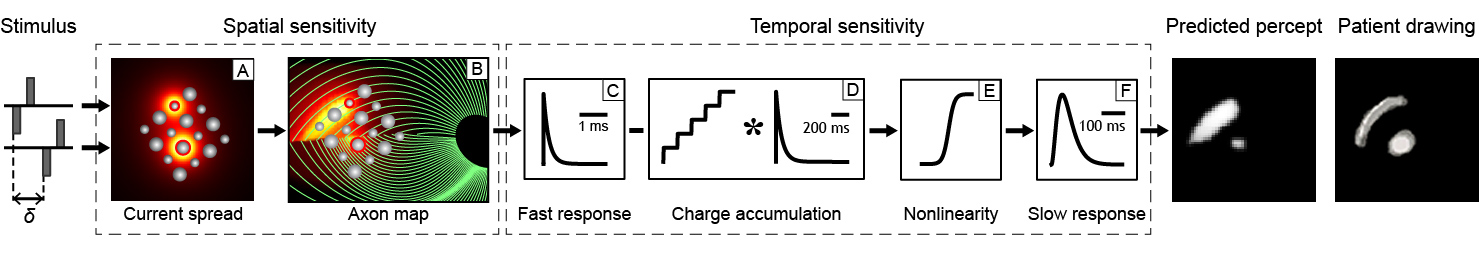 Stimulus
Spatial sensitivity
Temporal sensitivity
Predicted percept
Patient drawing
A
B
C
D
E
F
1 ms
*
200 ms
100 ms
δ
Current spread
Axon map
Fast response
Charge accumulation
Nonlinearity
Slow response